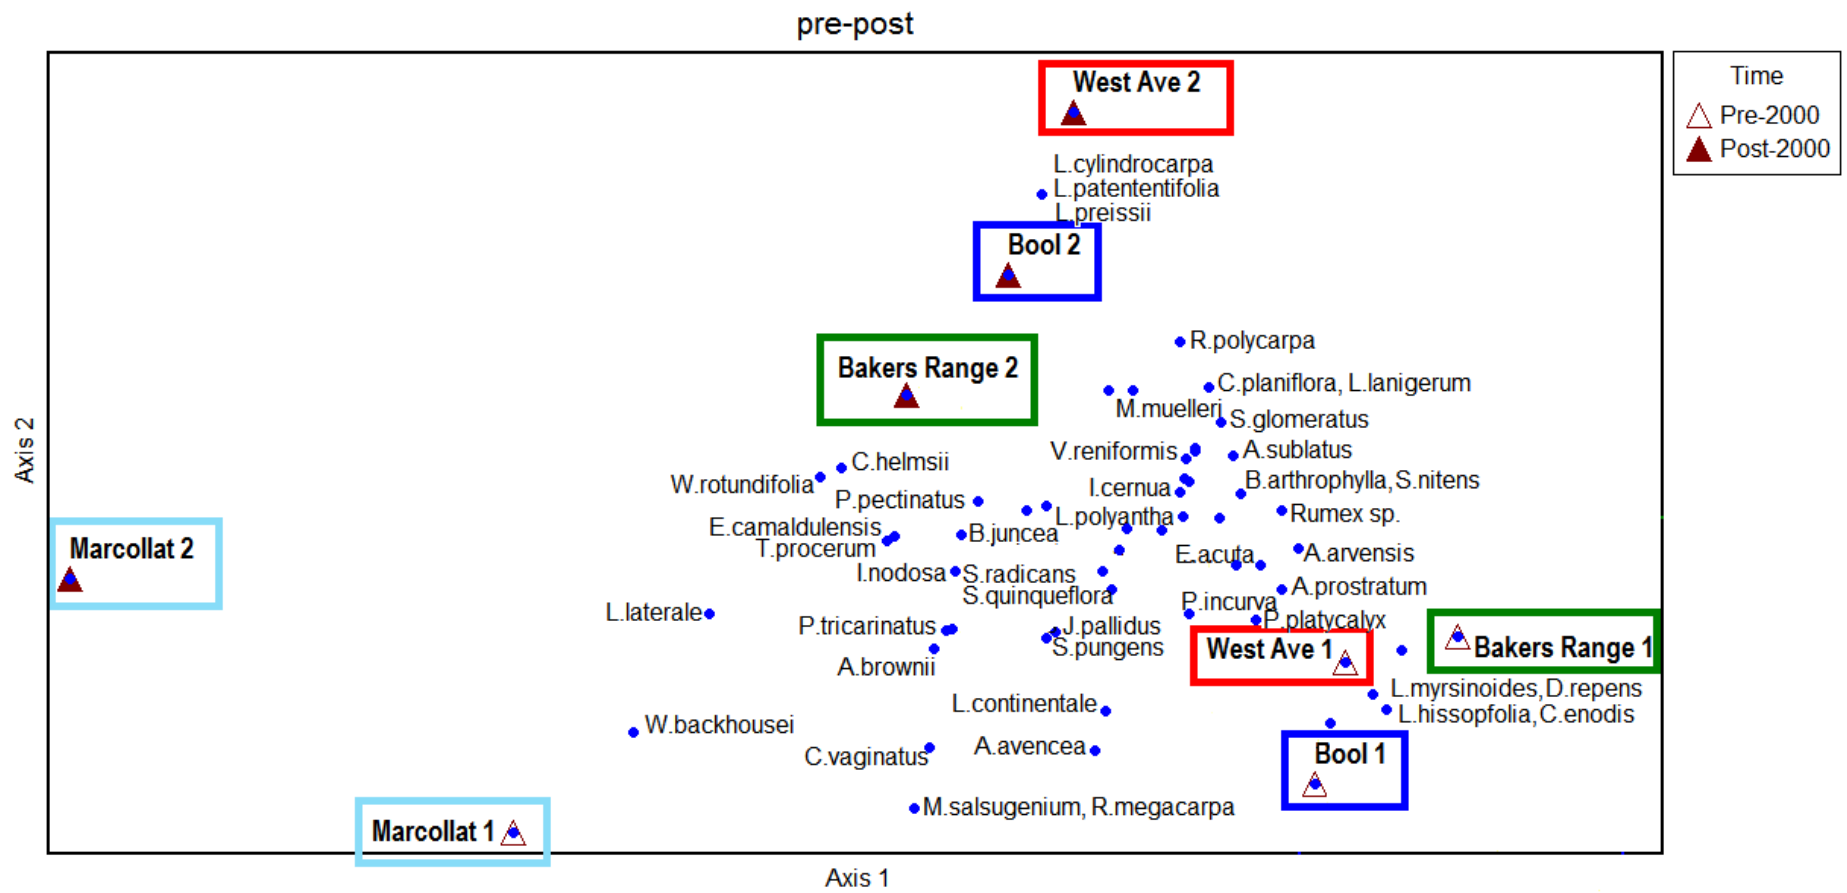 pre-post
West Ave 2
Time
Pre-2000
Post-2000
L.cylindrocarpa
L.patententifolia
L.preissii
Bool 2
R.polycarpa
Bakers Range 2
C.planiflora, L.lanigerum
M.muelleri
S.glomeratus
V.reniformis
A.sublatus
C.helmsii
W.rotundifolia
I.cernua
B.arthrophylla, S.nitens
P.pectinatus
L.polyantha
Rumex sp.
E.camaldulensis
B.juncea
T.procerum
Marcollat 2
E.acuta
A.arvensis
I.nodosa
S.radicans
S.quinqueflora
A.prostratum
P.incurva
L.laterale
P.platycalyx
P.tricarinatus
J.pallidus
S.pungens
West Ave 1
Bakers Range 1
A.brownii
L.myrsinoides, D.repens
L.continentale
L.hissopfolia, C.enodis
W.backhousei
C.vaginatus
A.avencea
Bool 1
M.salsugenium, R.megacarpa
Marcollat 1
Axis 1
Axis 2